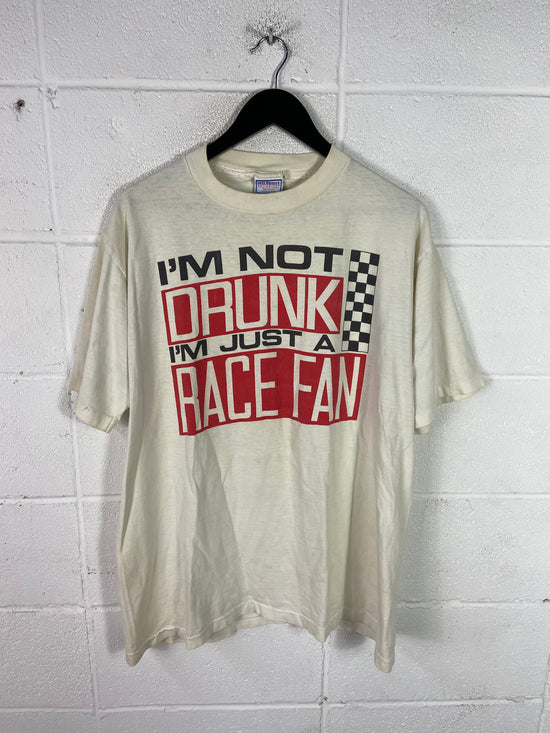 I'M NOT
DRUNK
I'M JUST A
RACE FAN